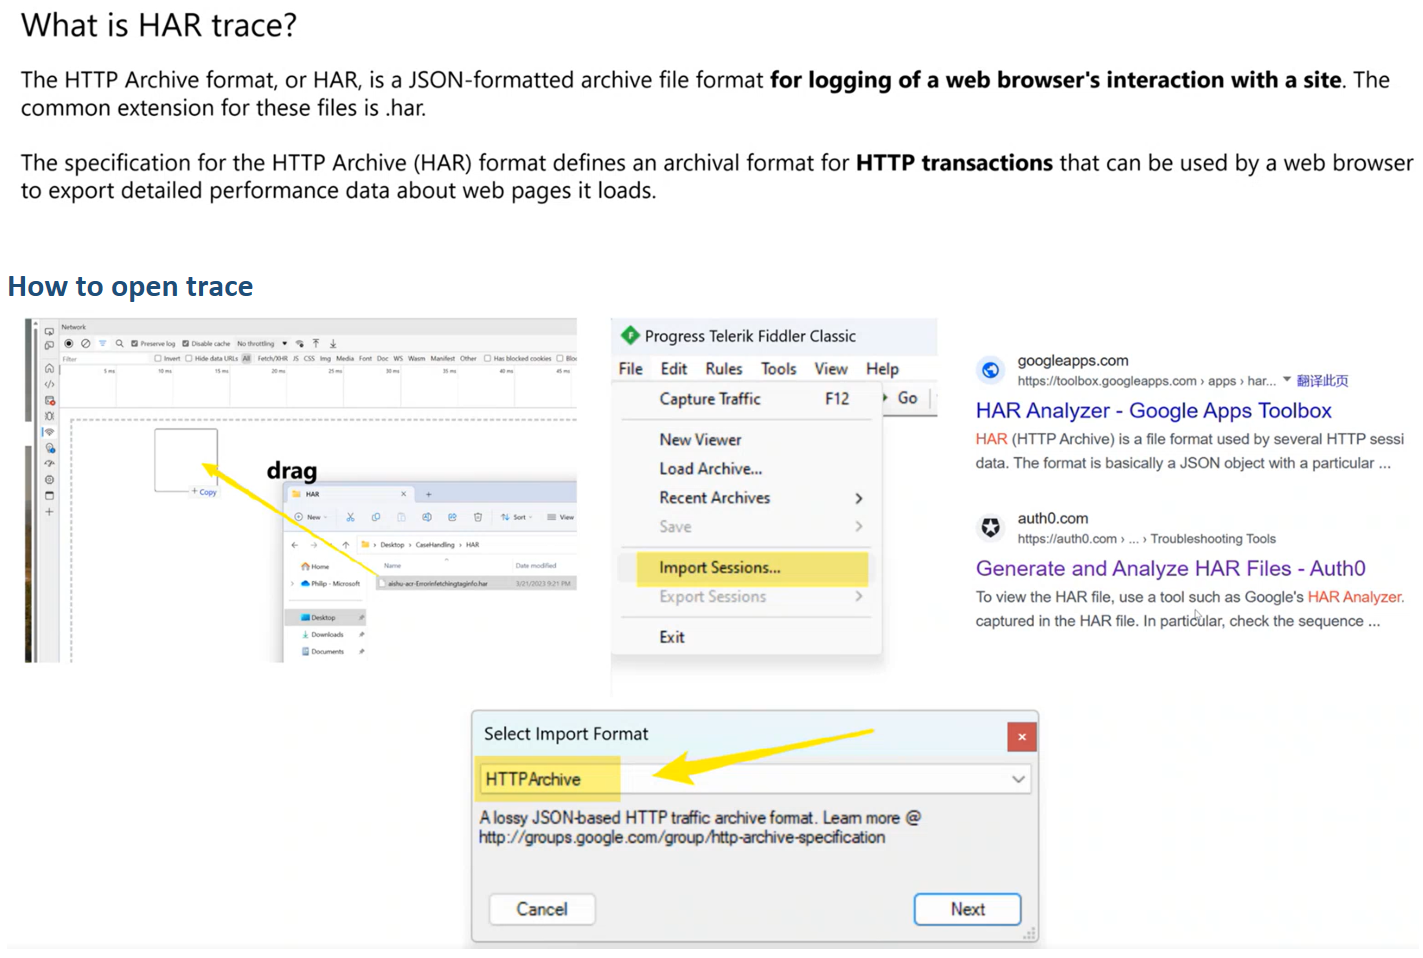 What is HAR trace?
The HTTP Archive format, or HAR, is a JSON-formatted archive file format for logging of a web browser's interaction with a site. The
common extension for these files is .har.
The specification for the HTTP Archive (HAR) format defines an archival format for HTTP transactions that can be used by a web browser
to export detailed performance data about web pages it loads.
How to open trace
Network
Preserve log Disable cache No throttling
Filter Invert Hide data URLs All Fetch/XHR JS CSS Img Media Font Doc WS Wasm Manifest Other Has blocked cookies Bloc
5 ms 10 ms 15 ms 20 ms 25 ms 30 ms 35 ms 40 ms 45 ms
drag
+ Copy
HAR
New Sort View
Desktop > CaseHandling > HAR
Name Date modified
Home
Philip - Microsoft
aishu-acr-Errorinfetchingtaginfo.har 3/21/2023 9:21 PM
Desktop
Downloads
Documents
Progress Telerik Fiddler Classic
File Edit Rules Tools View Help
Capture Traffic F12
Go
New Viewer
Load Archive...
Recent Archives
Save
Import Sessions...
Export Sessions
Exit
googleapps.com
https://toolbox.googleapps.com › apps › har... 翻译此页
HAR Analyzer - Google Apps Toolbox
HAR (HTTP Archive) is a file format used by several HTTP sessi
data. The format is basically a JSON object with a particular ...
auth0.com
https://auth0.com › ... › Troubleshooting Tools
Generate and Analyze HAR Files - Auth0
To view the HAR file, use a tool such as Google's HAR Analyzer.
captured in the HAR file. In particular, check the sequence ...
Select Import Format
HTTPArchive
A lossy JSON-based HTTP traffic archive format. Learn more @
http://groups.google.com/group/http-archive-specification
Cancel Next